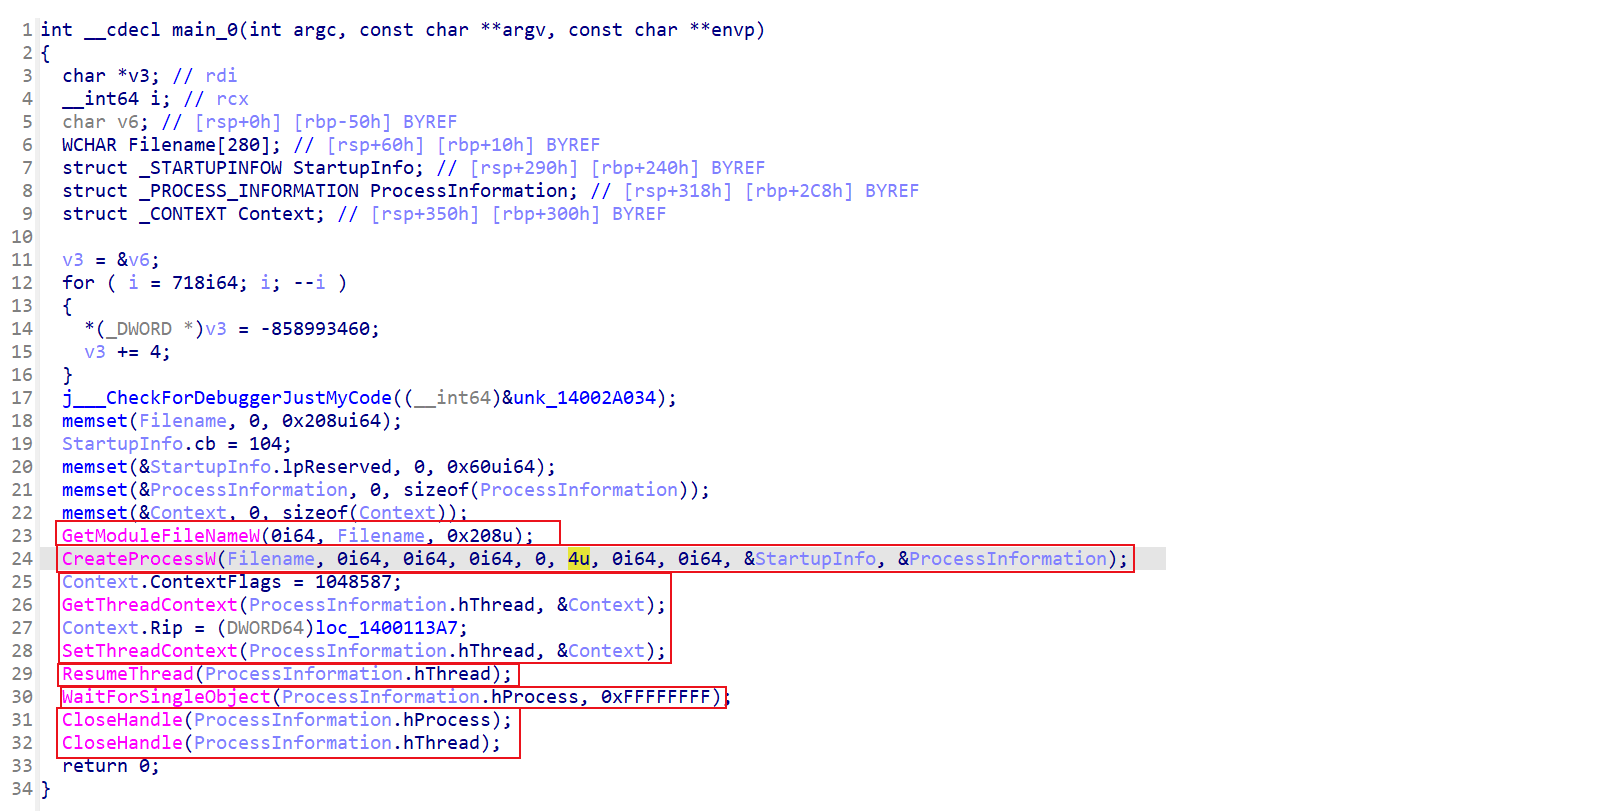 1 int __cdecl main_0(int argc, const char **argv, const char **envp)
2 {
3   char *v3; // rdi
4   __int64 i; // rcx
5   char v6; // [rsp+0h] [rbp-50h] BYREF
6   WCHAR Filename[280]; // [rsp+60h] [rbp+10h] BYREF
7   struct _STARTUPINFOW StartupInfo; // [rsp+290h] [rbp+240h] BYREF
8   struct _PROCESS_INFORMATION ProcessInformation; // [rsp+318h] [rbp+2C8h] BYREF
9   struct _CONTEXT Context; // [rsp+350h] [rbp+300h] BYREF
10
11   v3 = &v6;
12   for ( i = 718i64; i; --i )
13   {
14     *(_DWORD *)v3 = -858993460;
15     v3 += 4;
16   }
17   j___CheckForDebuggerJustMyCode((__int64)&unk_14002A034);
18   memset(Filename, 0, 0x208ui64);
19   StartupInfo.cb = 104;
20   memset(&StartupInfo.lpReserved, 0, 0x60ui64);
21   memset(&ProcessInformation, 0, sizeof(ProcessInformation));
22   memset(&Context, 0, sizeof(Context));
23   GetModuleFileNameW(0i64, Filename, 0x208u);
24   CreateProcessW(Filename, 0i64, 0i64, 0i64, 0, 4u, 0i64, 0i64, &StartupInfo, &ProcessInformation);
25   Context.ContextFlags = 1048587;
26   GetThreadContext(ProcessInformation.hThread, &Context);
27   Context.Rip = (DWORD64)loc_1400113A7;
28   SetThreadContext(ProcessInformation.hThread, &Context);
29   ResumeThread(ProcessInformation.hThread);
30   WaitForSingleObject(ProcessInformation.hProcess, 0xFFFFFFFF);
31   CloseHandle(ProcessInformation.hProcess);
32   CloseHandle(ProcessInformation.hThread);
33   return 0;
34 }